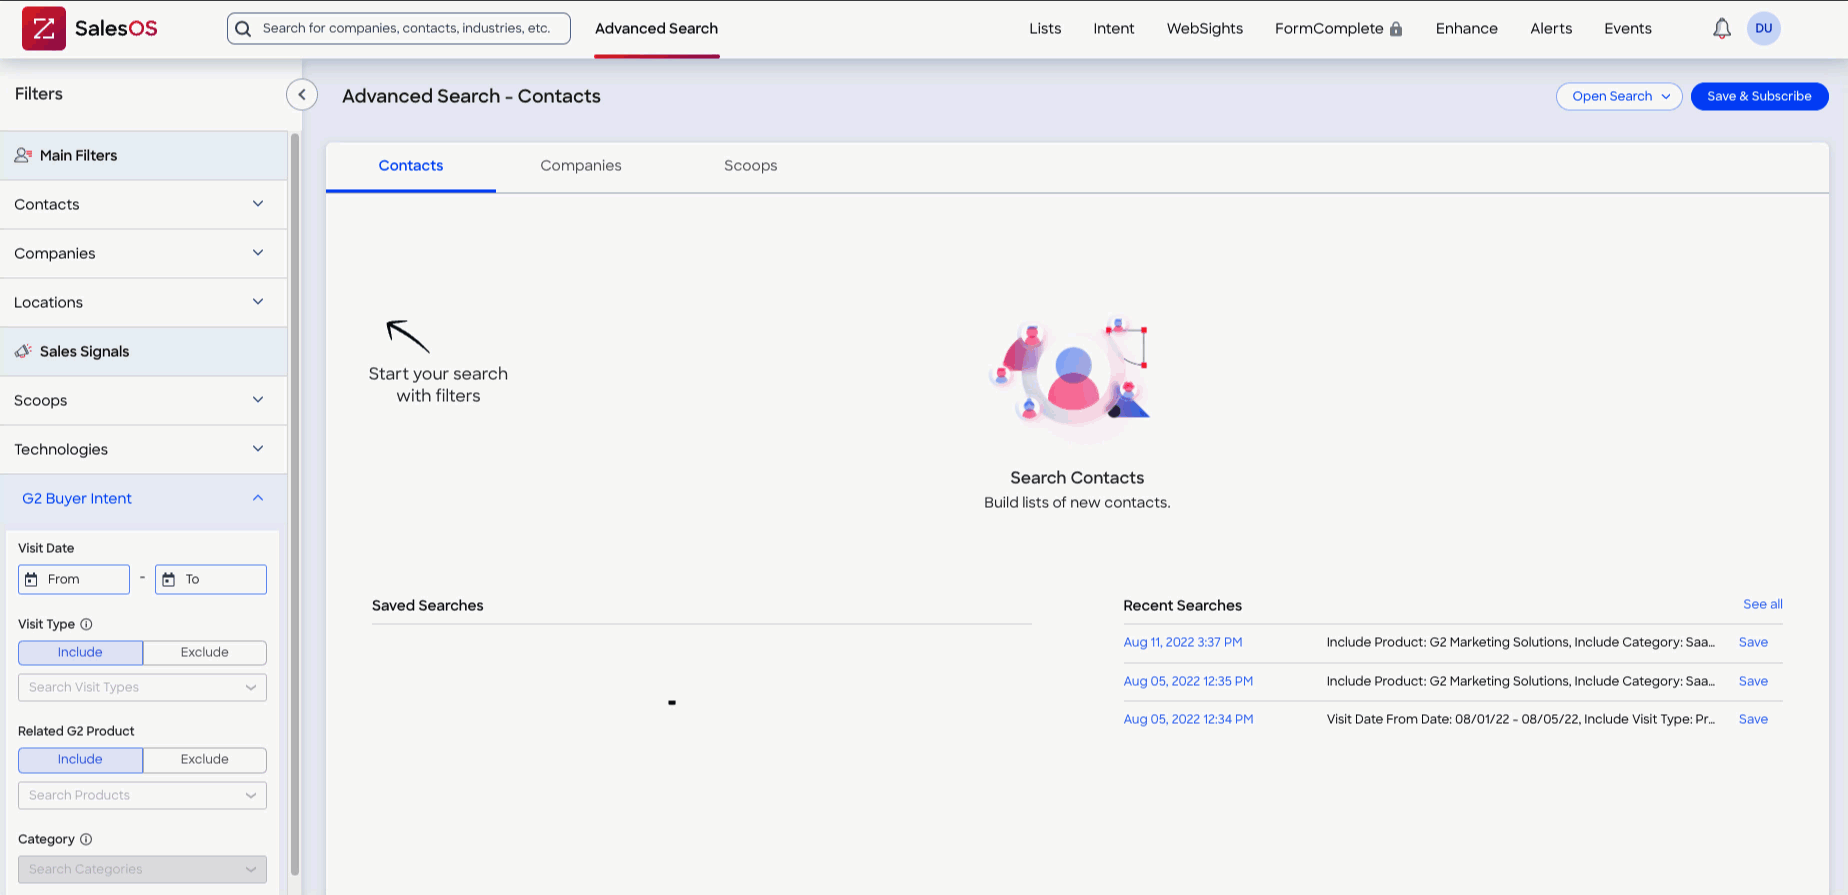 SalesOS
Search for companies, contacts, industries, etc.
Advanced Search
Lists
Intent
WebSights
FormComplete
Enhance
Alerts
Events
DU
Filters
Main Filters
Contacts
Companies
Locations
Sales Signals
Scoops
Technologies
G2 Buyer Intent
Visit Date
From - To
Visit Type
Include Exclude
Search Visit Types
Related G2 Product
Include Exclude
Search Products
Category
Search Categories
Advanced Search - Contacts
Open Search
Save & Subscribe
Contacts
Companies
Scoops
Start your search
with filters
Search Contacts
Build lists of new contacts.
Saved Searches
-
Recent Searches
See all
Aug 11, 2022 3:37 PM Include Product: G2 Marketing Solutions, Include Category: Saa... Save
Aug 05, 2022 12:35 PM Include Product: G2 Marketing Solutions, Include Category: Saa... Save
Aug 05, 2022 12:34 PM Visit Date From Date: 08/01/22 - 08/05/22, Include Visit Type: Pr... Save